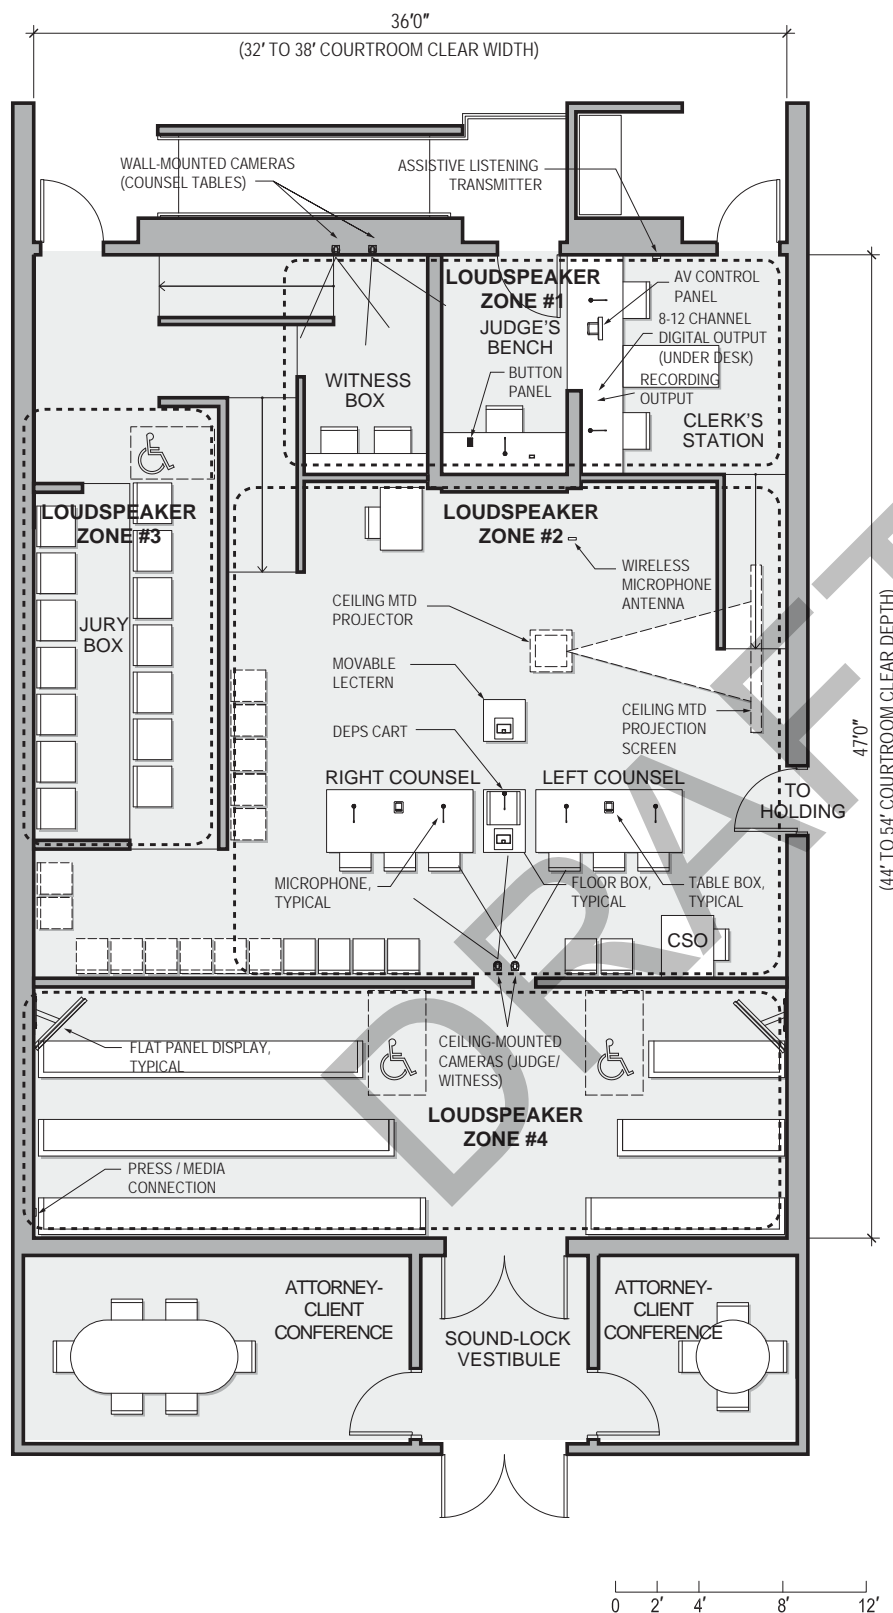 36'0"
(32' TO 38' COURTROOM CLEAR WIDTH)
WALL-MOUNTED CAMERAS
(COUNSEL TABLES)
ASSISTIVE LISTENING
TRANSMITTER
LOUDSPEAKER
ZONE #1
JUDGE'S
BENCH
AV CONTROL
PANEL
8-12 CHANNEL
DIGITAL OUTPUT
(UNDER DESK)
RECORDING
OUTPUT
BUTTON
PANEL
WITNESS
BOX
CLERK'S
STATION
LOUDSPEAKER
ZONE #3
JURY
BOX
LOUDSPEAKER
ZONE #2
WIRELESS
MICROPHONE
ANTENNA
CEILING MTD
PROJECTOR
MOVABLE
LECTERN
DEPS CART
CEILING MTD
PROJECTION
SCREEN
RIGHT COUNSEL
LEFT COUNSEL
TO
HOLDING
47'0"
(44' TO 54' COURTROOM CLEAR DEPTH)
MICROPHONE,
TYPICAL
FLOOR BOX,
TYPICAL
TABLE BOX,
TYPICAL
CSO
FLAT PANEL DISPLAY,
TYPICAL
CEILING-MOUNTED
CAMERAS (JUDGE/
WITNESS)
LOUDSPEAKER
ZONE #4
PRESS / MEDIA
CONNECTION
ATTORNEY-
CLIENT
CONFERENCE
SOUND-LOCK
VESTIBULE
ATTORNEY-
CLIENT
CONFERENCE
DRAFT
0 2' 4' 8' 12'